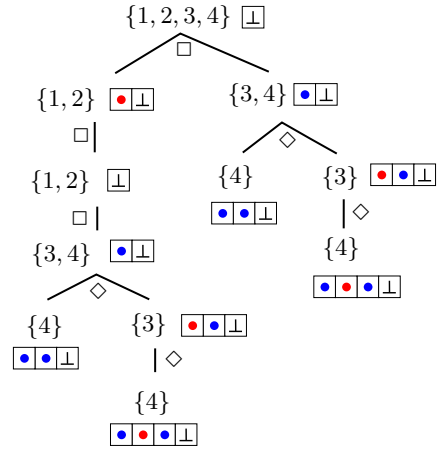 {1, 2, 3, 4} ⊥
□
{1, 2} • ⊥ {3, 4} • ⊥
□ ◇
{1, 2} ⊥ {4} {3} • • ⊥
• • ⊥ ◇
□ {4}
{3, 4} • ⊥
◇ • • • ⊥
{4} {3} • • ⊥
• • ⊥ ◇
{4}
• • • ⊥